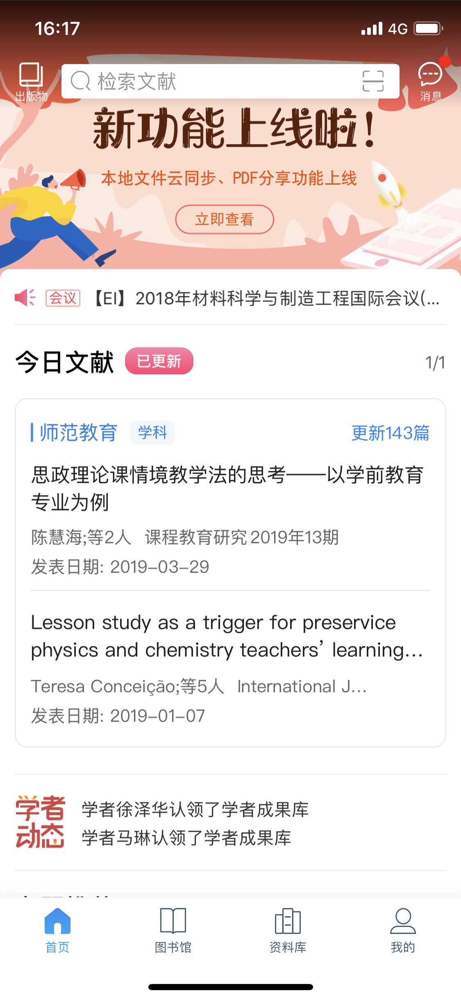 16:17
4G
检索文献
出版物
消息
新功能上线啦!
本地文件云同步、PDF分享功能上线
立即查看
会议 【EI】2018年材料科学与制造工程国际会议(...
今日文献 已更新 1/1
师范教育 学科 更新143篇
思政理论课情境教学法的思考——以学前教育
专业为例
陈慧海;等2人 课程教育研究 2019年13期
发表日期: 2019-03-29
Lesson study as a trigger for preservice
physics and chemistry teachers’ learning...
Teresa Conceição;等5人 International J...
发表日期: 2019-01-07
学者
动态
学者徐泽华认领了学者成果库
学者马琳认领了学者成果库
首页
图书馆
资料库
我的